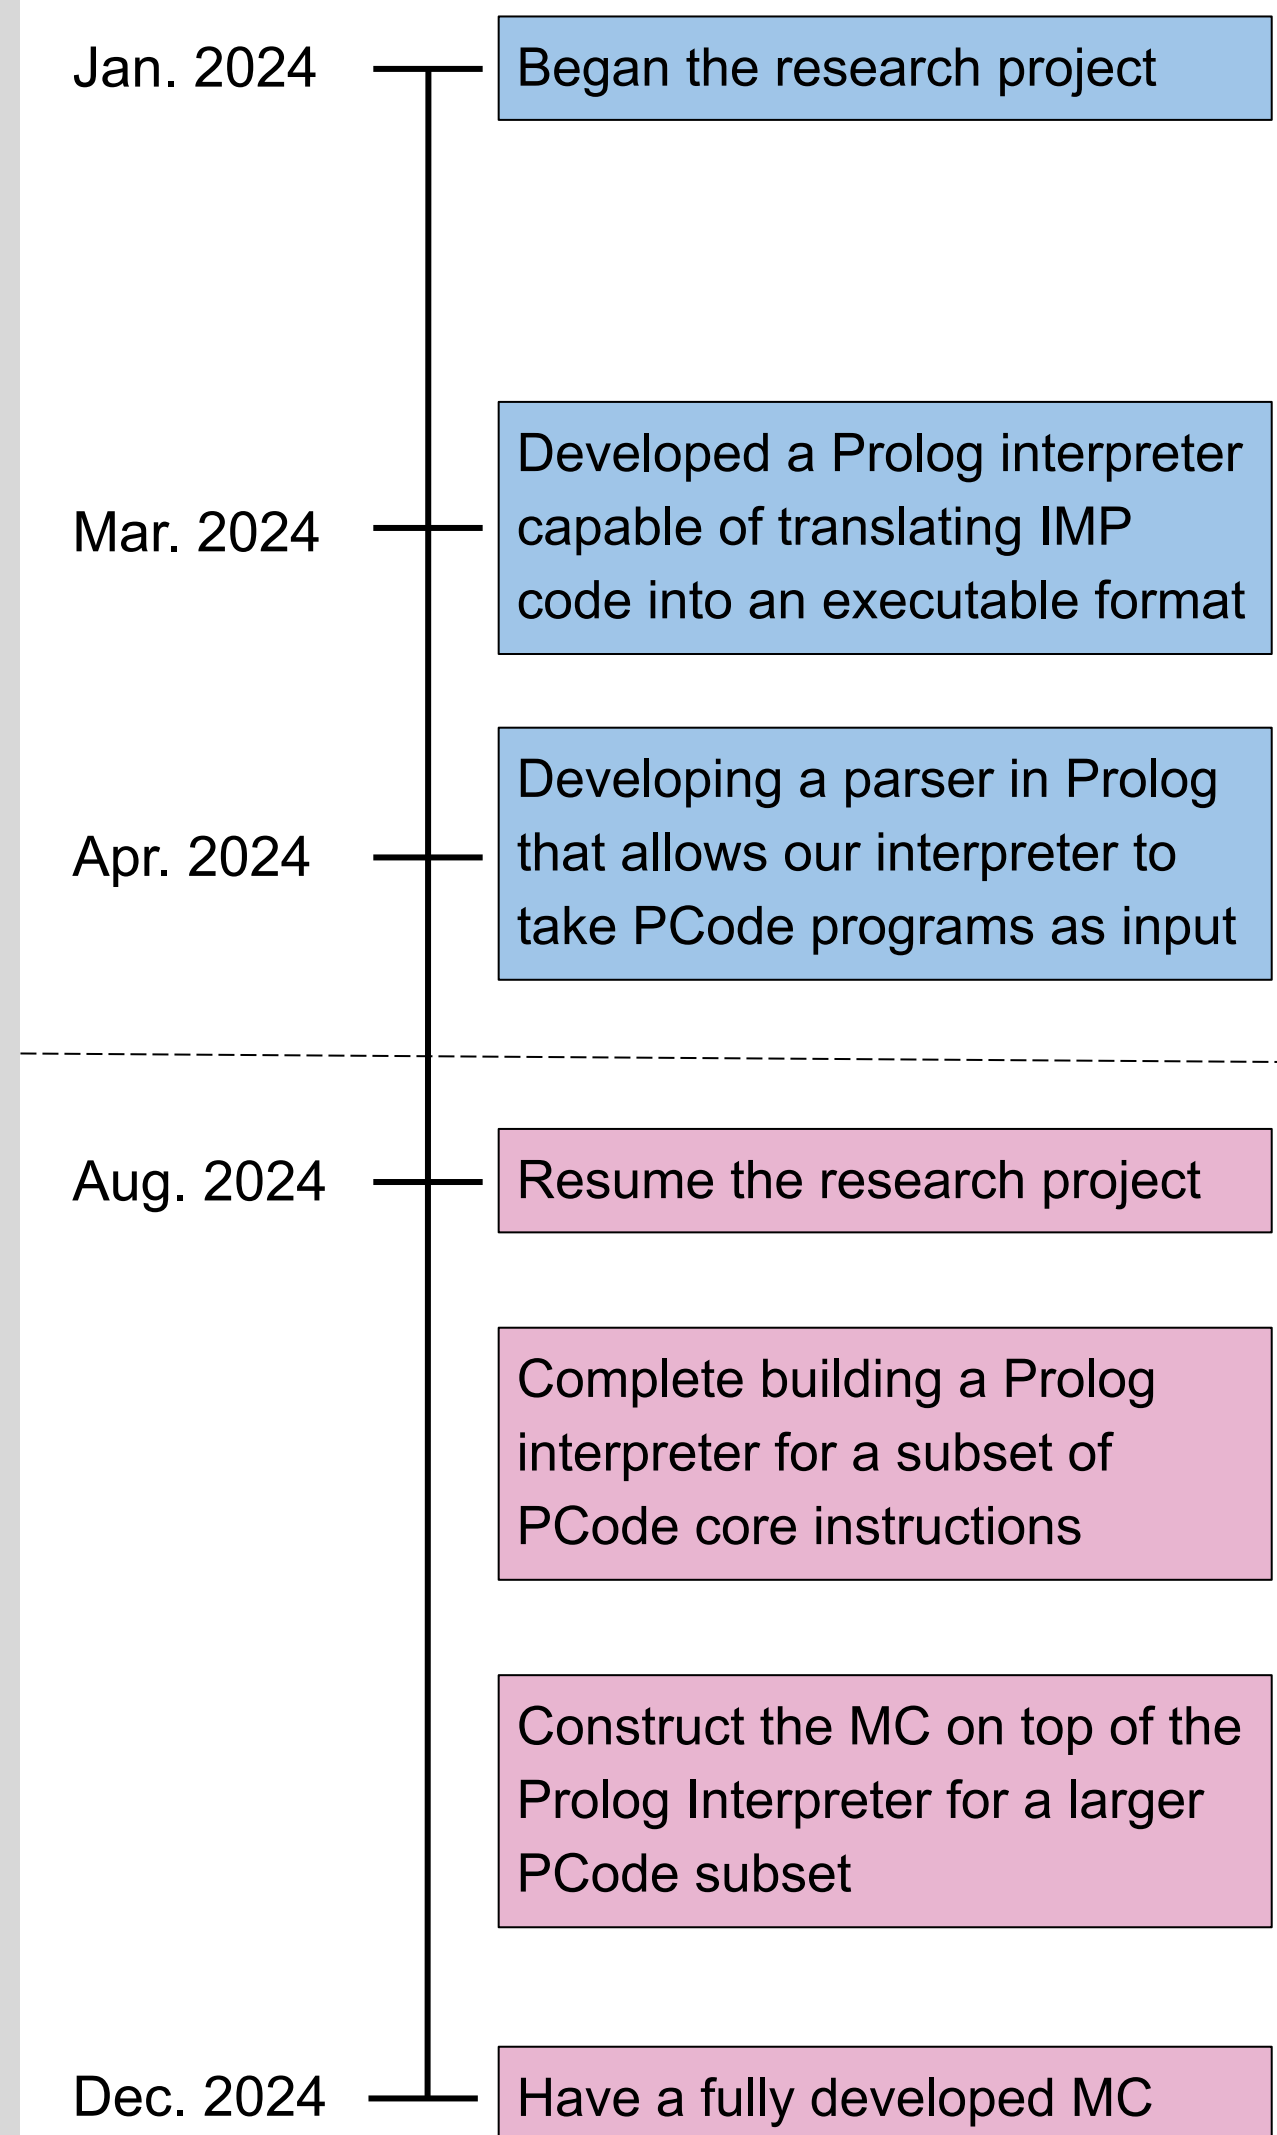 Jan. 2024
Began the research project
Mar. 2024
Developed a Prolog interpreter
capable of translating IMP
code into an executable format
Apr. 2024
Developing a parser in Prolog
that allows our interpreter to
take PCode programs as input
Aug. 2024
Resume the research project
Complete building a Prolog
interpreter for a subset of
PCode core instructions
Construct the MC on top of the
Prolog Interpreter for a larger
PCode subset
Dec. 2024
Have a fully developed MC